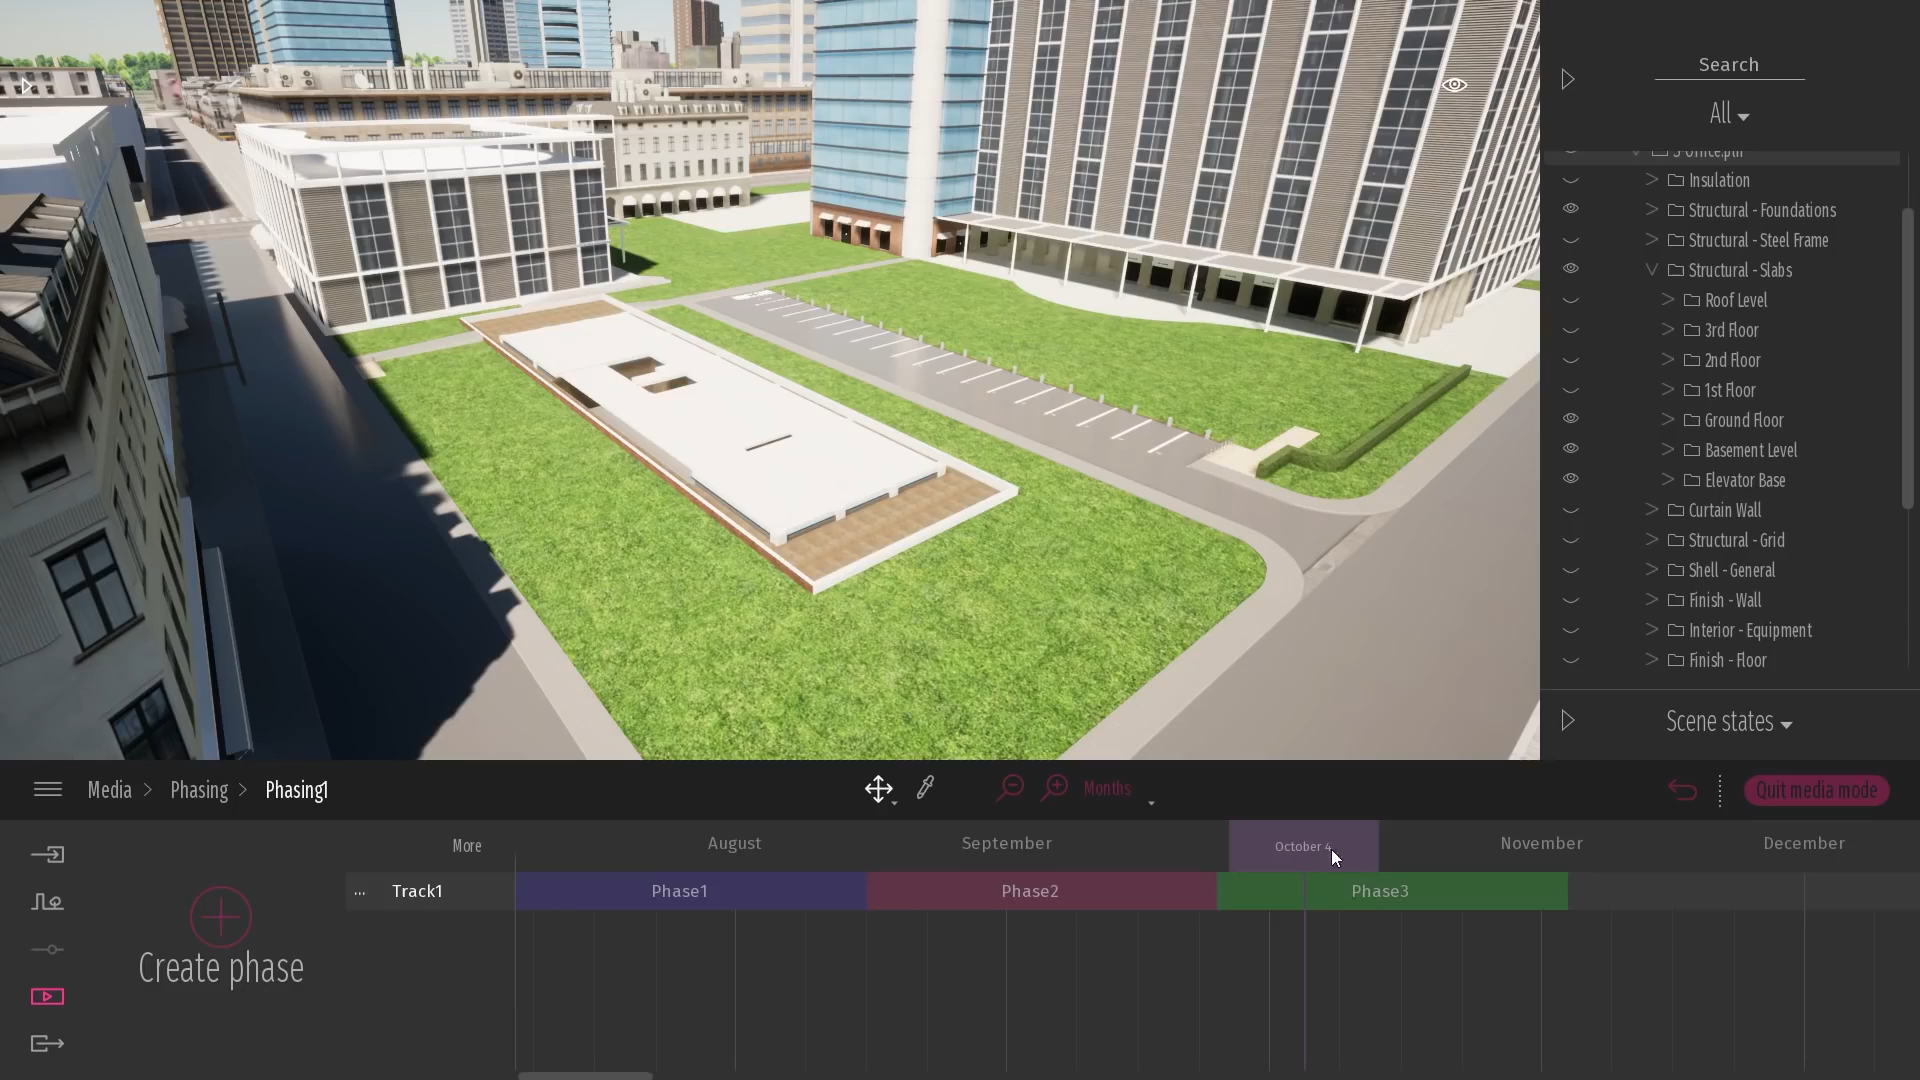 Search
All
Insulation
Structural - Foundations
Structural - Steel Frame
Structural - Slabs
Roof Level
3rd Floor
2nd Floor
1st Floor
Ground Floor
Basement Level
Elevator Base
Curtain Wall
Structural - Grid
Shell - General
Finish - Wall
Interior - Equipment
Finish - Floor
Scene states
Media > Phasing > Phasing1
Months
Quit media mode
More
August
September
October 4
November
December
... Track1
Phase1
Phase2
Phase3
Create phase